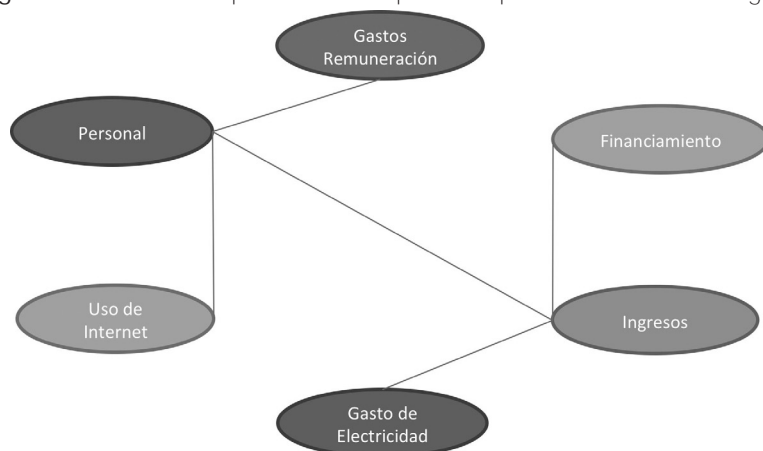 Gastos
Remuneración
Personal
Financiamiento
Uso de
Internet
Ingresos
Gasto de
Electricidad